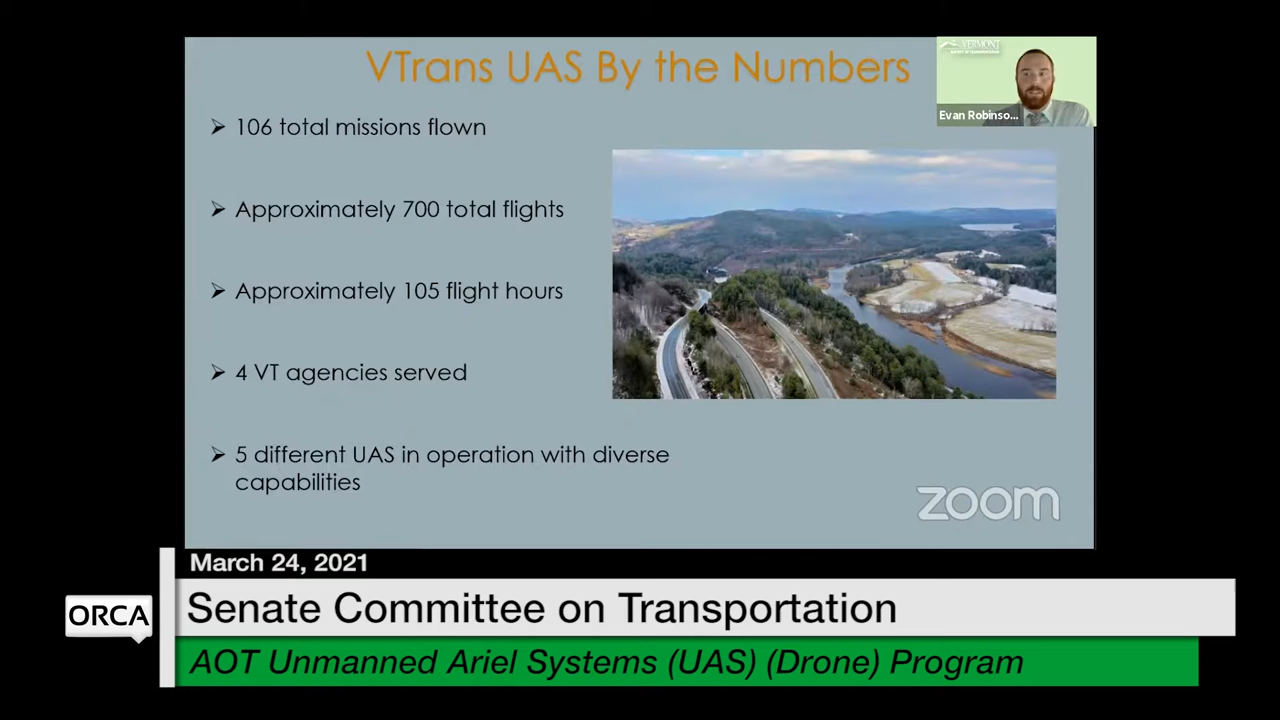 VTrans UAS By the Numbers
VERMONT
Evan Robinso...
106 total missions flown
Approximately 700 total flights
Approximately 105 flight hours
4 VT agencies served
5 different UAS in operation with diverse
capabilities
zoom
March 24, 2021
ORCA
Senate Committee on Transportation
AOT Unmanned Ariel Systems (UAS) (Drone) Program